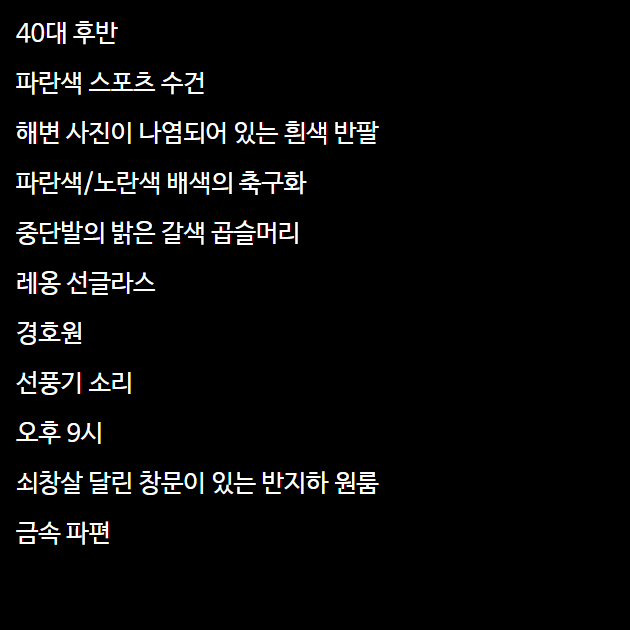 40대 후반
파란색 스포츠 수건
해변 사진이 나염되어 있는 흰색 반팔
파란색/노란색 배색의 축구화
중단발의 밝은 갈색 곱슬머리
레옹 선글라스
경호원
선풍기 소리
오후 9시
쇠창살 달린 창문이 있는 반지하 원룸
금속 파편